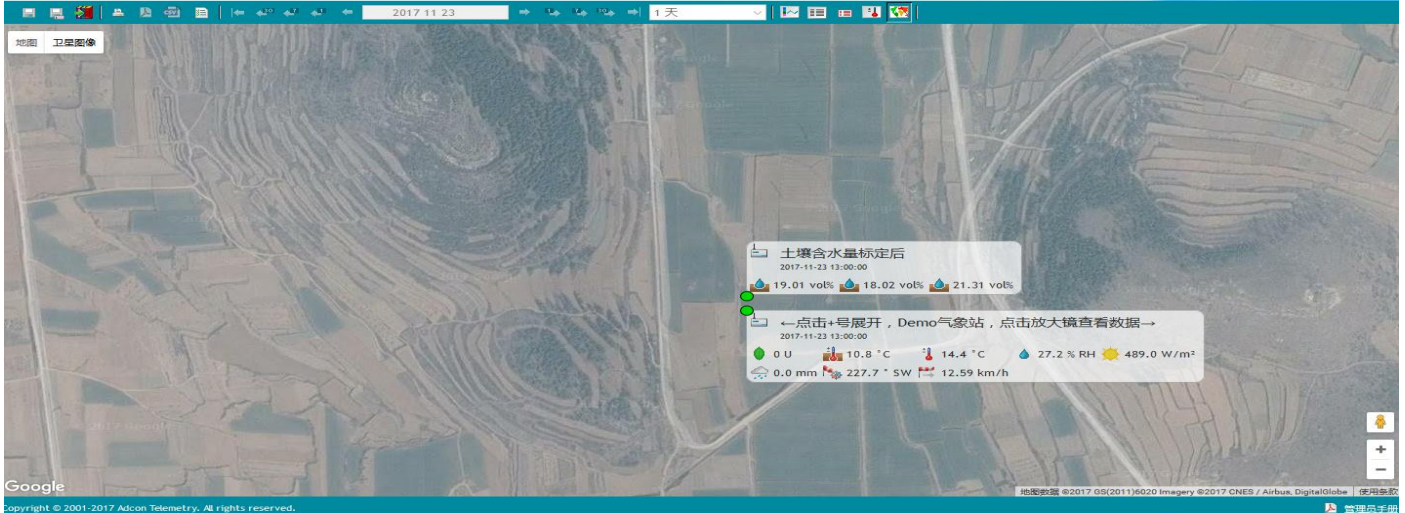 2017 11 23
1 天
地图 卫星图像
土壤含水量标定后
2017-11-23 13:00:00
19.01 vol% 18.02 vol% 21.31 vol%
←点击+号展开，Demo气象站，点击放大镜查看数据→
2017-11-23 13:00:00
0 U 10.8 °C 14.4 °C 27.2 % RH 489.0 W/m²
0.0 mm 227.7 ° SW 12.59 km/h
+
−
Google
地图数据 ©2017 GS(2011)6020 Imagery ©2017 CNES / Airbus, DigitalGlobe 使用条款
Copyright © 2001-2017 Adcon Telemetry. All rights reserved. 管理员手册